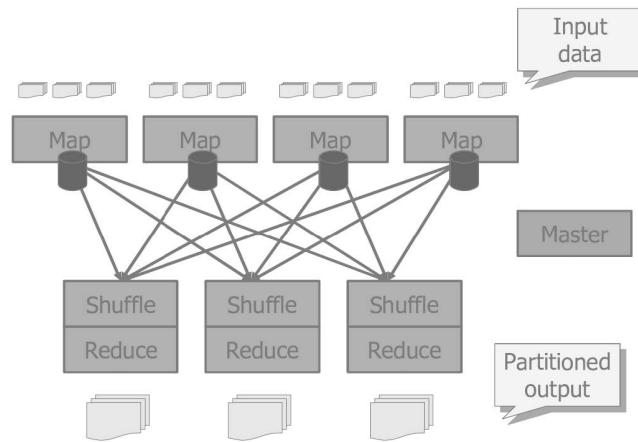 Input
data
Map
Map
Map
Map
Master
Shuffle
Shuffle
Shuffle
Reduce
Reduce
Reduce
Partitioned
output